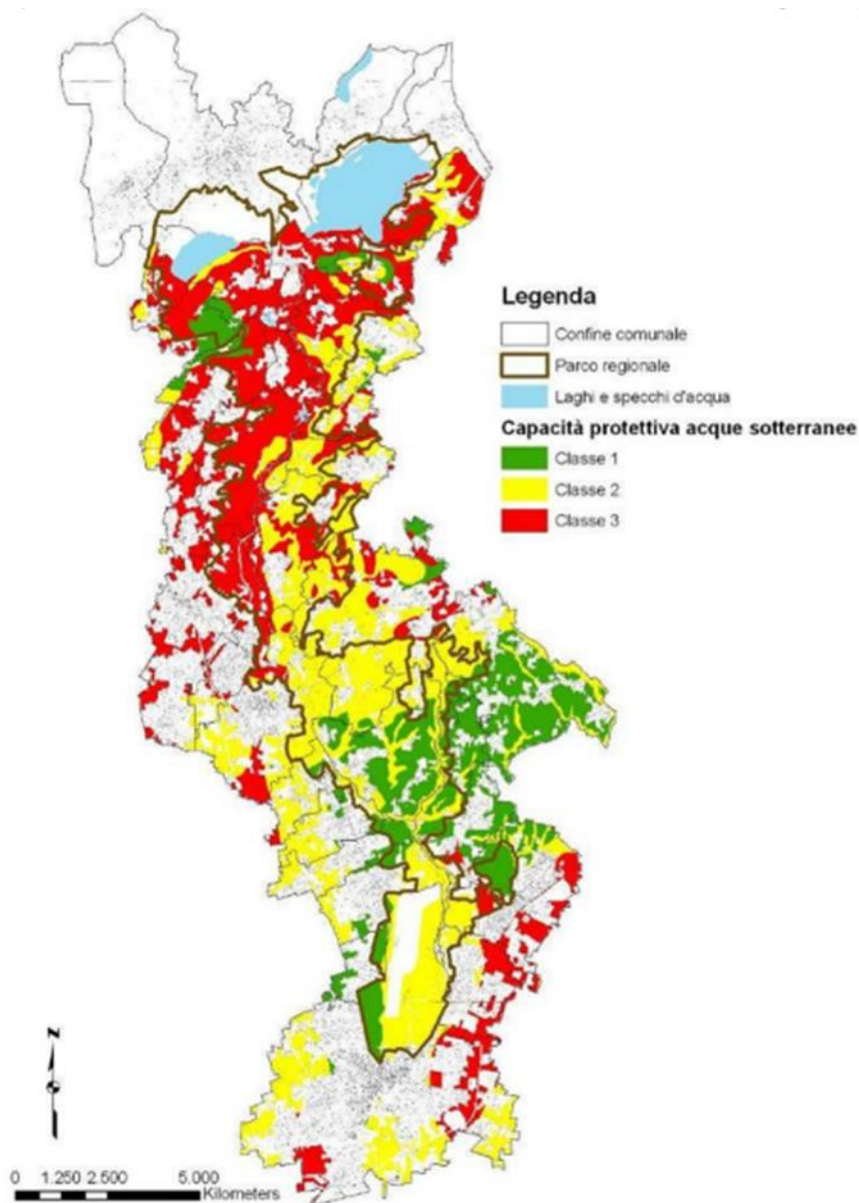 Legenda
Confine comunale
Parco regionale
Laghi e specchi d'acqua
Capacità protettiva acque sotterranee
Classe 1
Classe 2
Classe 3
N
0 1.250 2.500 5.000
Kilometers